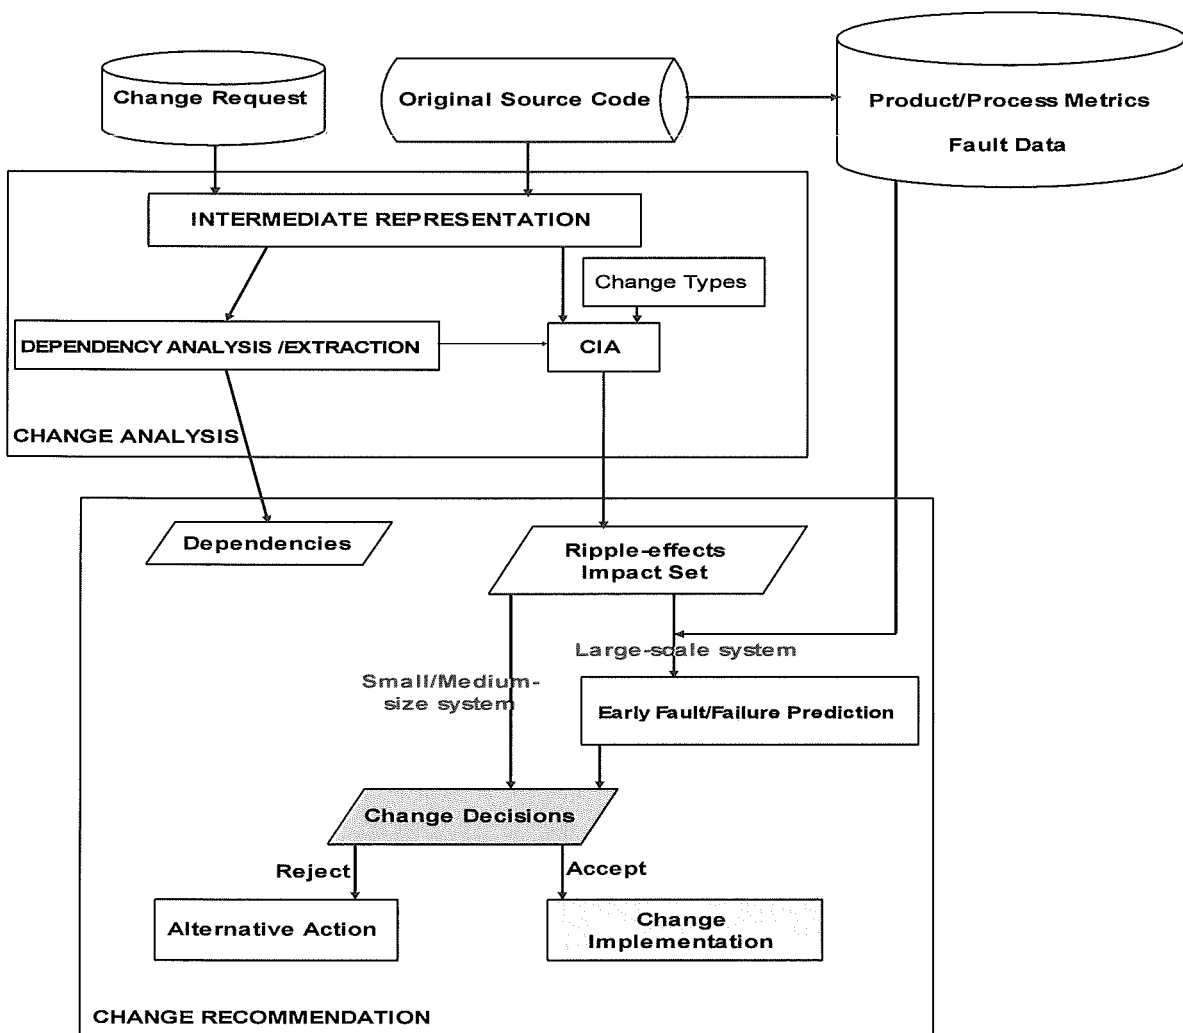 Change Request
Original Source Code
Product/Process Metrics
Fault Data
INTERMEDIATE REPRESENTATION
Change Types
DEPENDENCY ANALYSIS /EXTRACTION
CIA
CHANGE ANALYSIS
Dependencies
Ripple-effects
Impact Set
Large-scale system
Small/Medium-
size system
Early Fault/Failure Prediction
Change Decisions
Reject
Accept
Alternative Action
Change
Implementation
CHANGE RECOMMENDATION